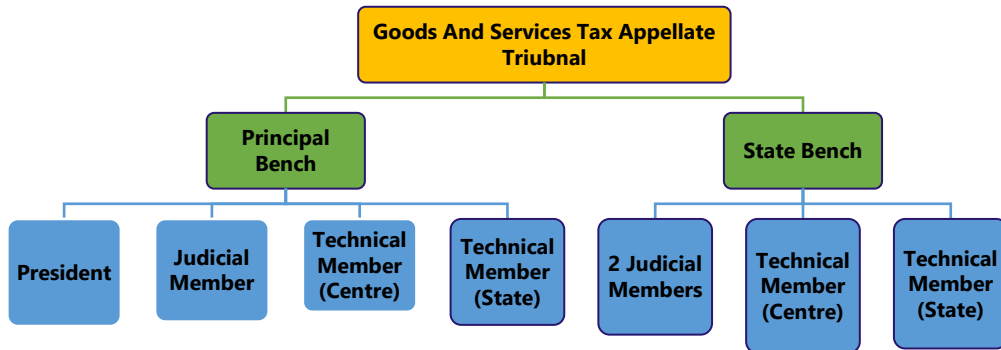 Goods And Services Tax Appellate
Triubnal
Principal
Bench
State Bench
President
Judicial
Member
Technical
Member
(Centre)
Technical
Member
(State)
2 Judicial
Members
Technical
Member
(Centre)
Technical
Member
(State)